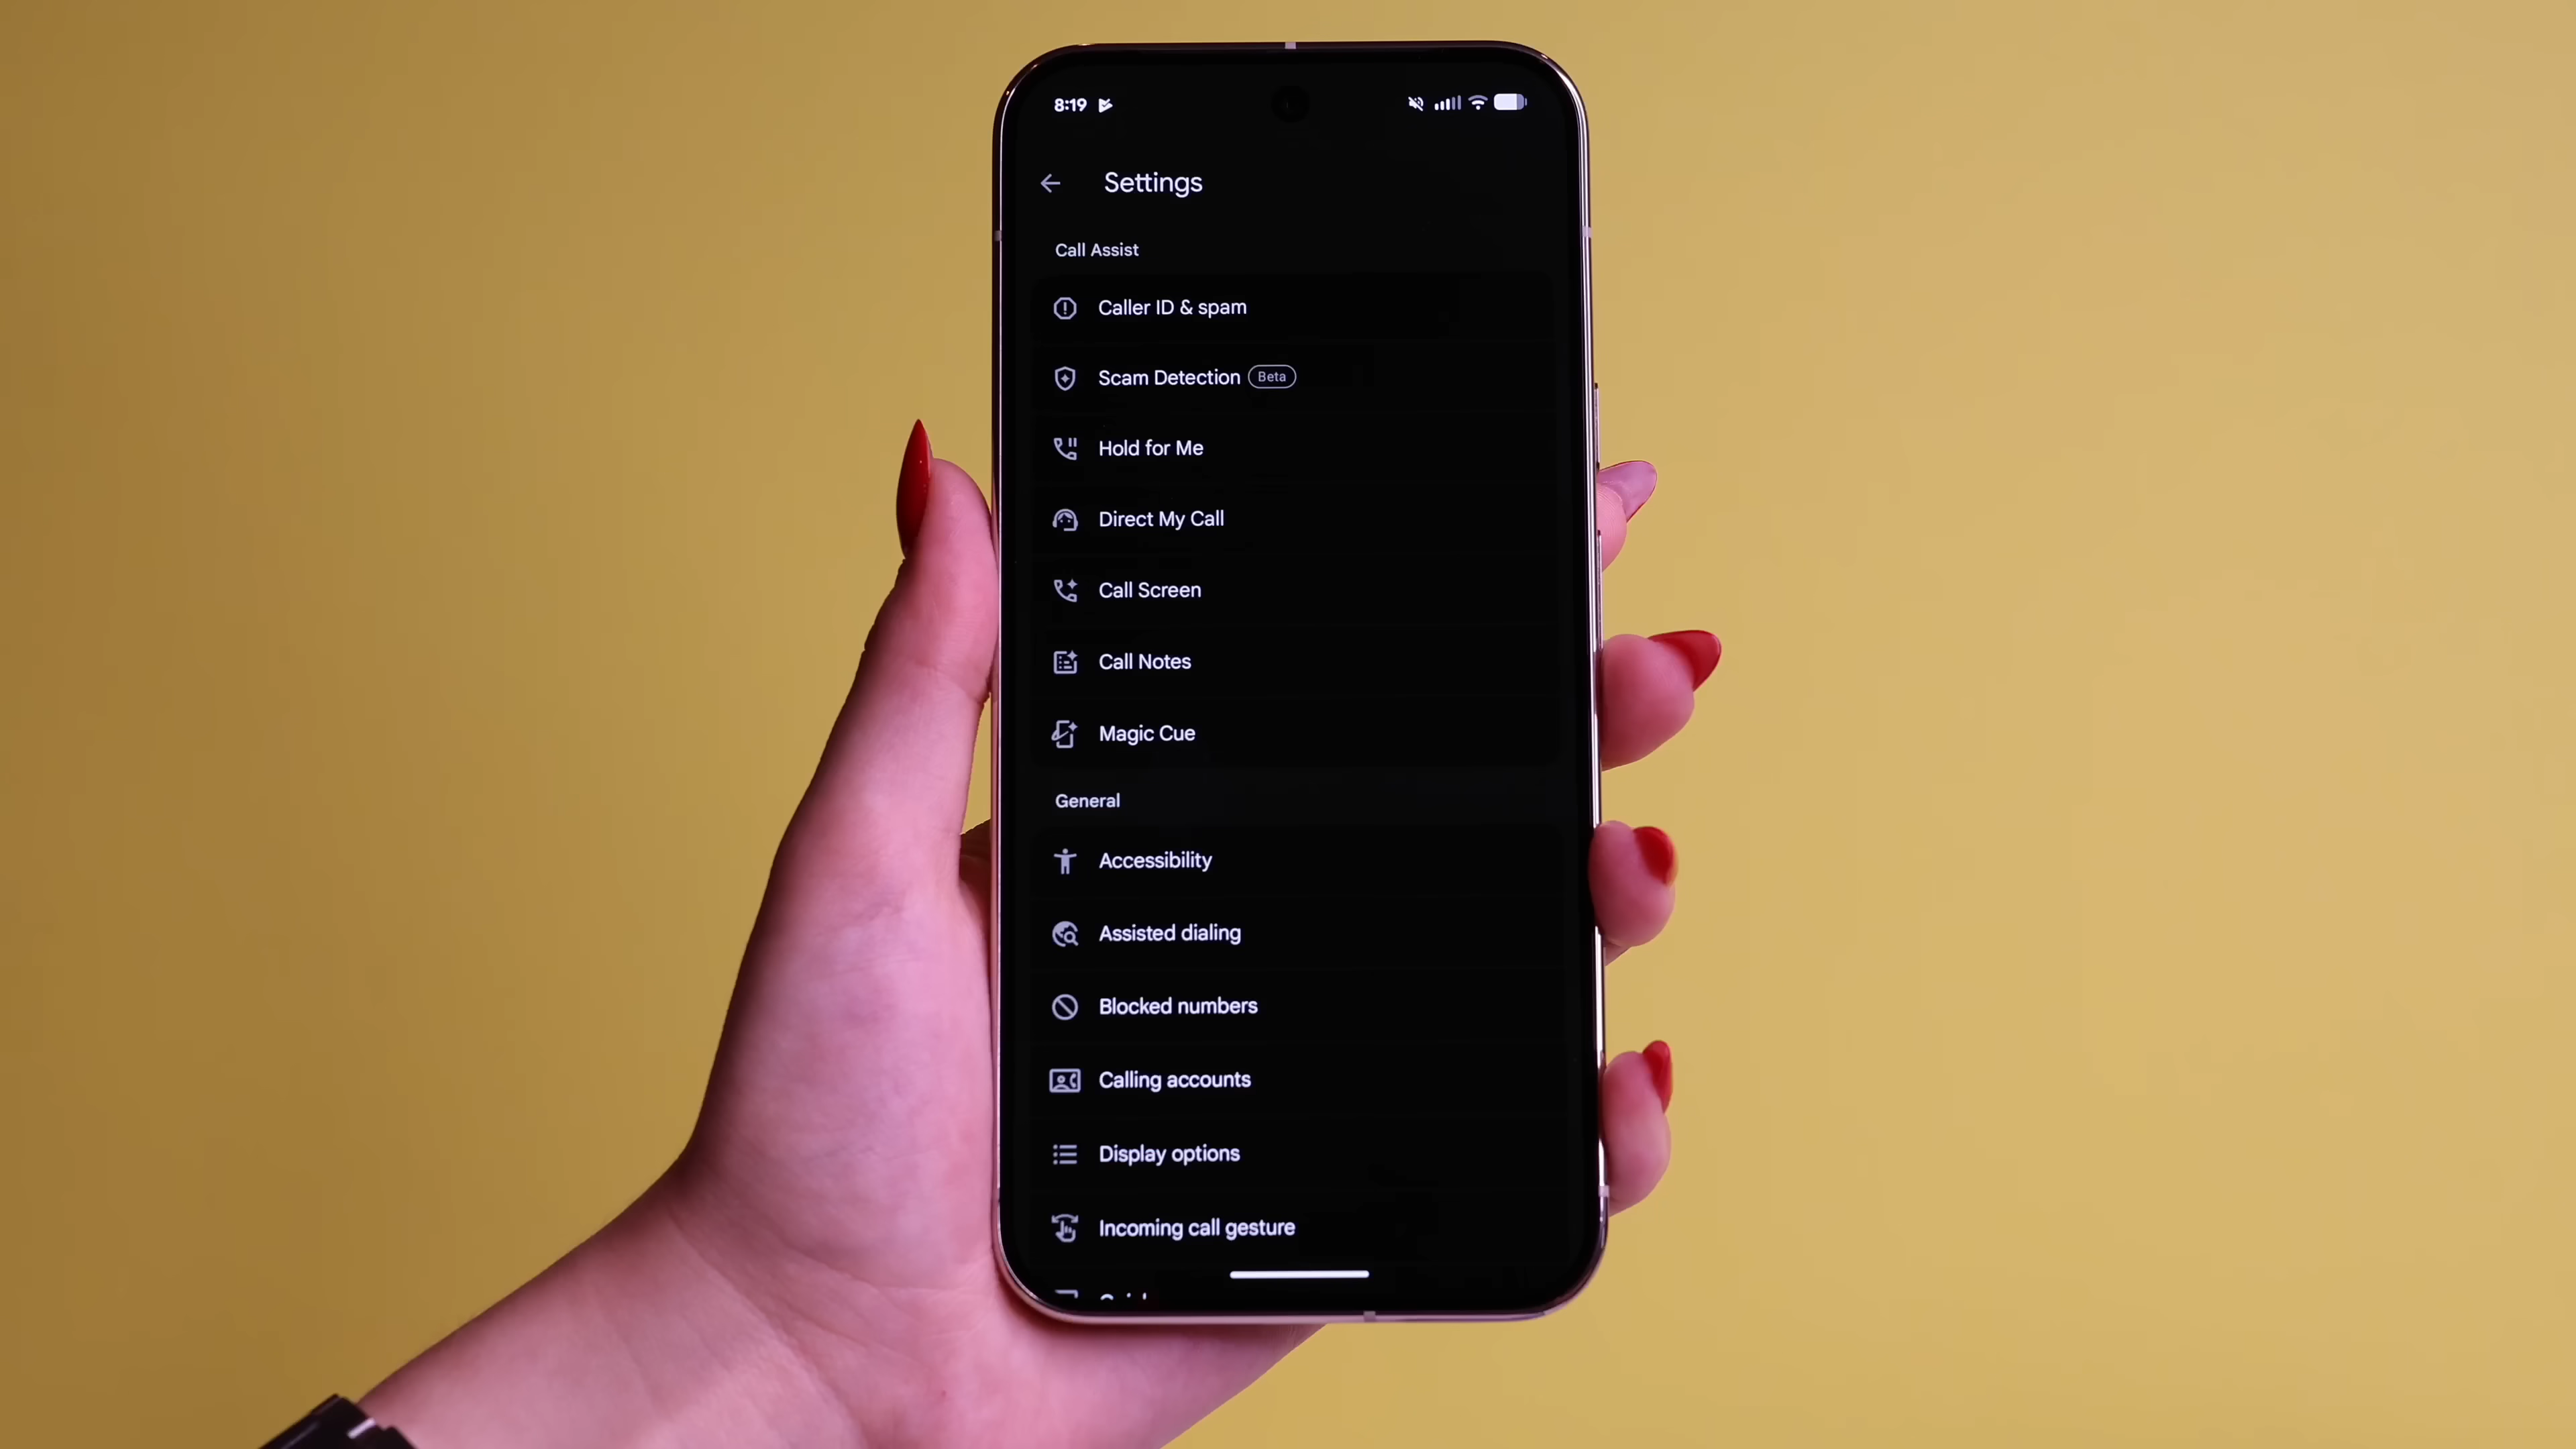 8:19
Settings
Call Assist
Caller ID & spam
Scam Detection Beta
Hold for Me
Direct My Call
Call Screen
Call Notes
Magic Cue
General
Accessibility
Assisted dialing
Blocked numbers
Calling accounts
Display options
Incoming call gesture